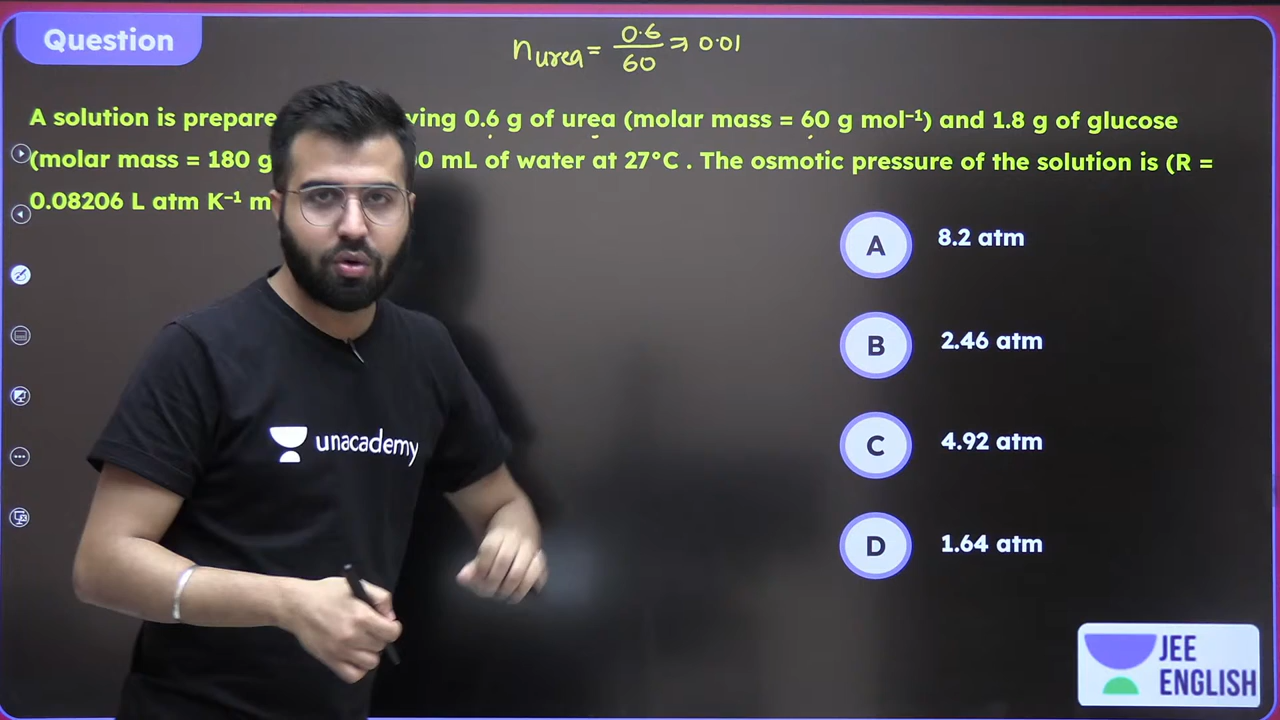 Question
n urea = 0.6 / 60 ⇒ 0.01
A solution is prepare ving 0.6 g of urea (molar mass = 60 g mol⁻¹) and 1.8 g of glucose
(molar mass = 180 g 0 mL of water at 27°C . The osmotic pressure of the solution is (R =
0.08206 L atm K⁻¹ m
A 8.2 atm
B 2.46 atm
C 4.92 atm
D 1.64 atm
unacademy
JEE
ENGLISH